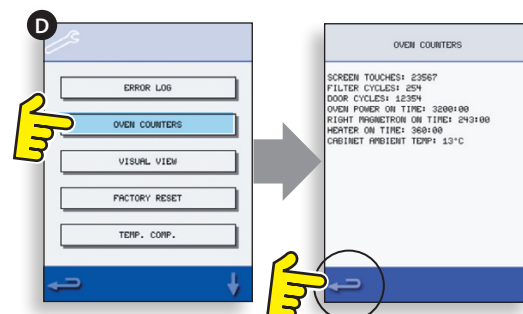 D
ERROR LOG
OVEN COUNTERS
VISUAL VIEW
FACTORY RESET
TEMP. COMP.
OVEN COUNTERS
SCREEN TOUCHES: 23567
FILTER CYCLES: 254
DOOR CYCLES: 12354
OVEN POWER ON TIME: 3200:00
RIGHT MAGNETRON ON TIME: 243:00
HEATER ON TIME: 360:00
CABINET AMBIENT TEMP: 13°C